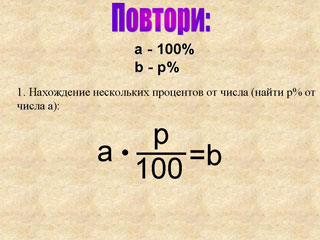 Повтори:
a - 100%
b - p%
1. Нахождение нескольких процентов от числа (найти p% от
числа a):
a · p/100 =b